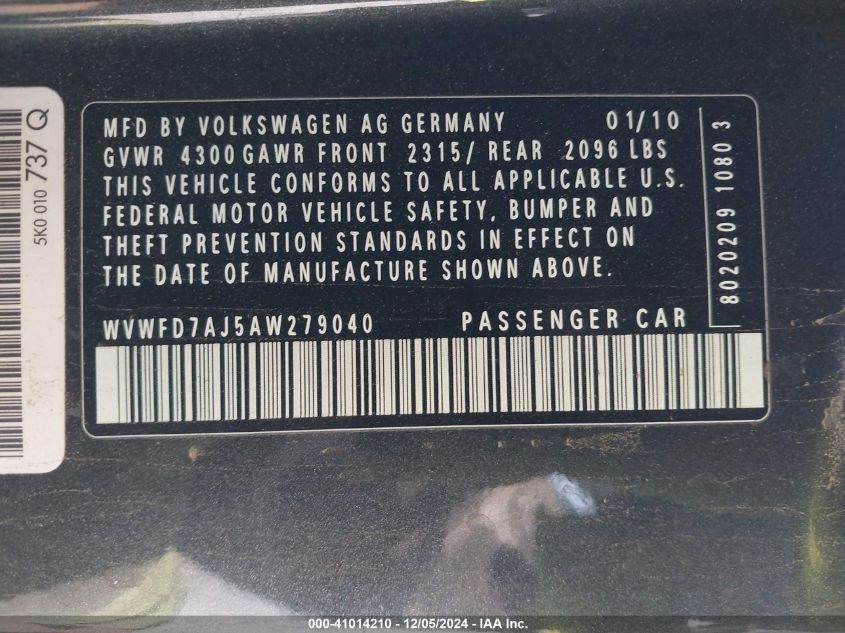 MFD BY VOLKSWAGEN AG GERMANY 01/10
GVWR 4300 GAWR FRONT 2315/ REAR 2096 LBS
THIS VEHICLE CONFORMS TO ALL APPLICABLE U.S.
FEDERAL MOTOR VEHICLE SAFETY, BUMPER AND
THEFT PREVENTION STANDARDS IN EFFECT ON
THE DATE OF MANUFACTURE SHOWN ABOVE.
WVWFD7AJ5AW279040 PASSENGER CAR
8020209 1080 3
5K0 010 737 Q
000-41014210 - 12/05/2024 - IAA Inc.